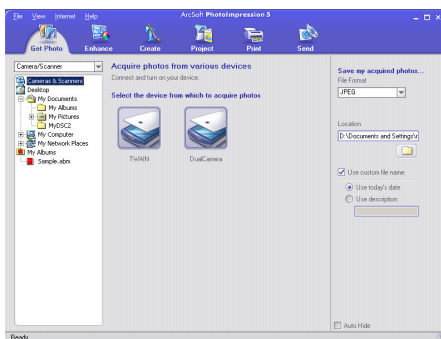 File View Internet Help
ArcSoft PhotoImpression 5
Get Photo Enhance Create Project Print Send
Camera/Scanner
Cameras & Scanners
Desktop
My Documents
My Albums
My Pictures
MyDSC2
My Computer
My Network Places
My Albums
Sample.abm
Acquire photos from various devices
Connect and turn on your device.
Select the device from which to acquire photos
TWAIN DualCamera
Save my acquired photos...
File Format
JPEG
Location
D:\Documents and Settings\r
Use custom file name:
Use today's date
Use description:
Auto Hide
Ready